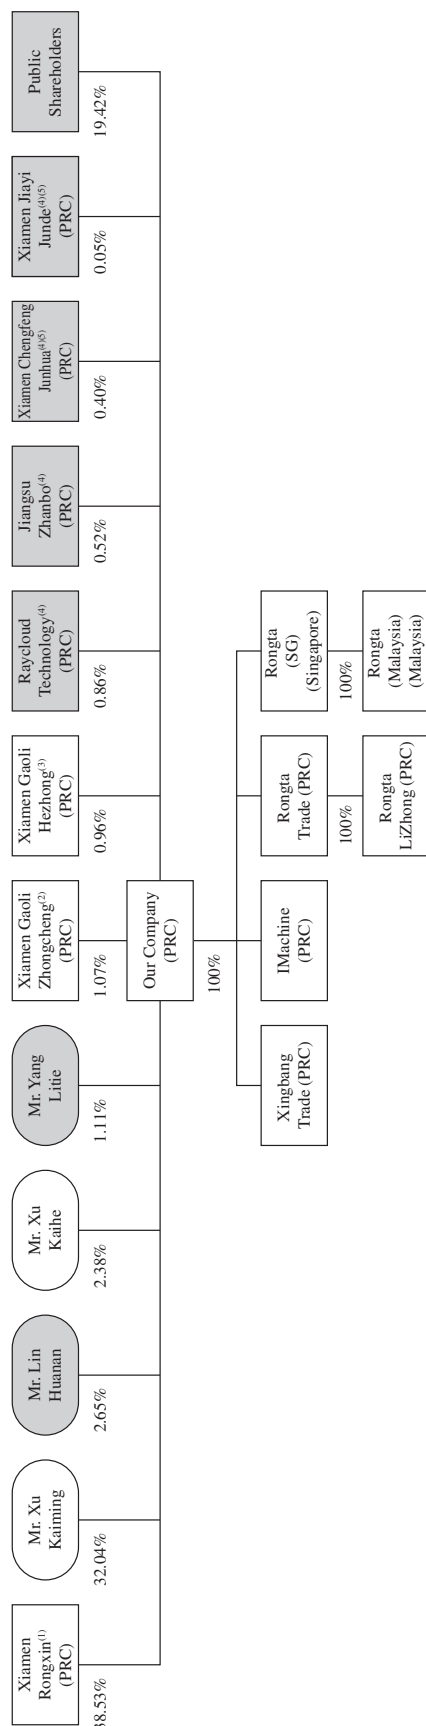 Xiamen
Rongxin(1)
(PRC)
Mr. Xu
Kaiming
Mr. Lin
Huanan
Mr. Xu
Kaihe
Mr. Yang
Litie
Xiamen Gaoli
Zhongcheng(2)
(PRC)
Xiamen Gaoli
Hezhong(3)
(PRC)
Raycloud
Technology(4)
(PRC)
Jiangsu
Zhanbo(4)
(PRC)
Xiamen Chengfeng
Junhua(4)(5)
(PRC)
Xiamen Jiayi
Junde(4)(5)
(PRC)
Public
Shareholders
38.53%
32.04%
2.65%
2.38%
1.11%
1.07%
0.96%
0.86%
0.52%
0.40%
0.05%
19.42%
Our Company
(PRC)
100%
Xingbang
Trade (PRC)
IMachine
(PRC)
Rongta
Trade (PRC)
Rongta
(SG)
(Singapore)
100%
100%
Rongta
LiZhong (PRC)
Rongta
(Malaysia)
(Malaysia)